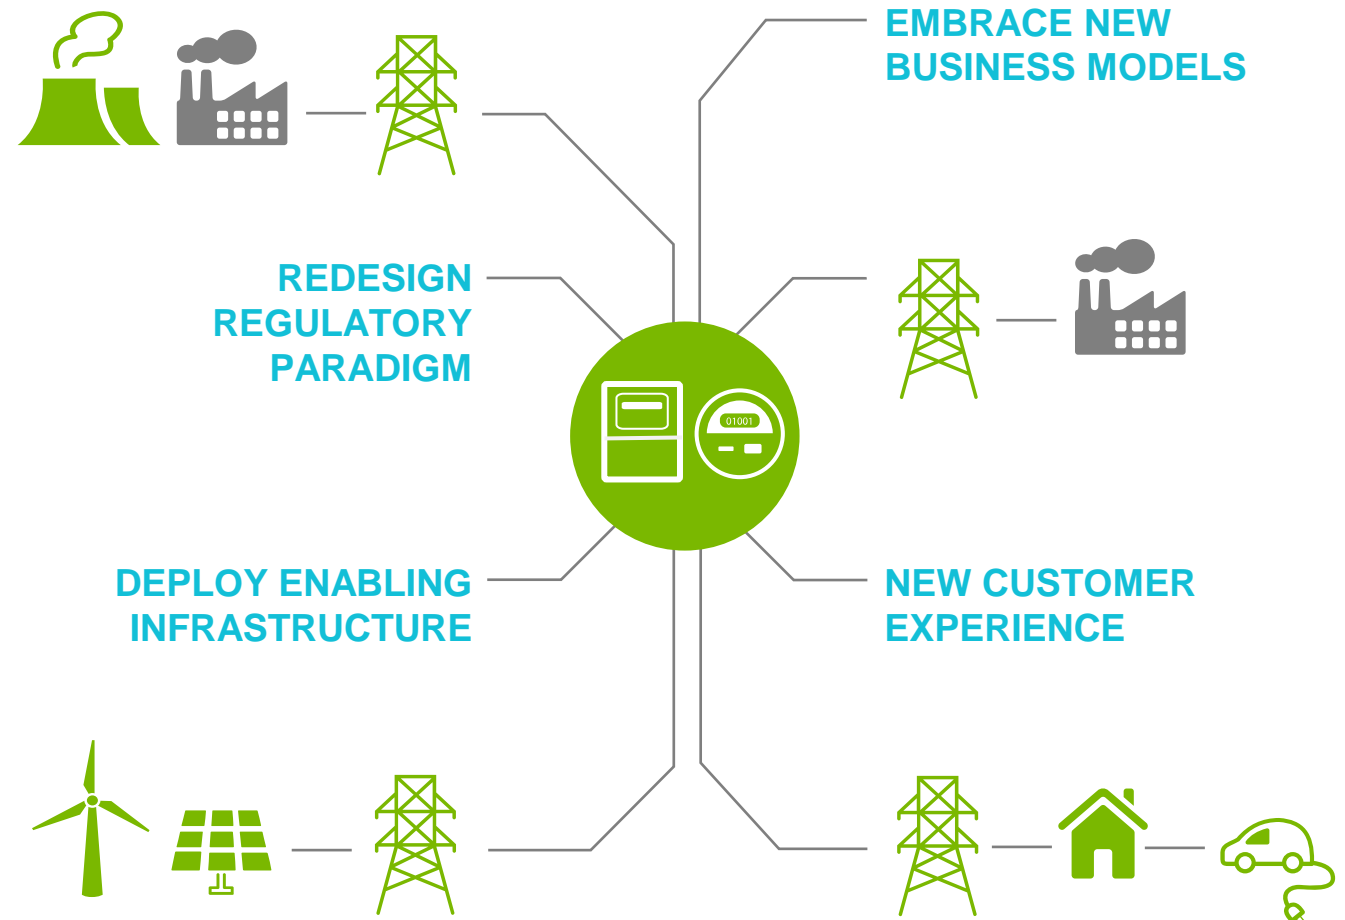 EMBRACE NEW
BUSINESS MODELS
REDESIGN
REGULATORY
PARADIGM
01001
DEPLOY ENABLING
INFRASTRUCTURE
NEW CUSTOMER
EXPERIENCE